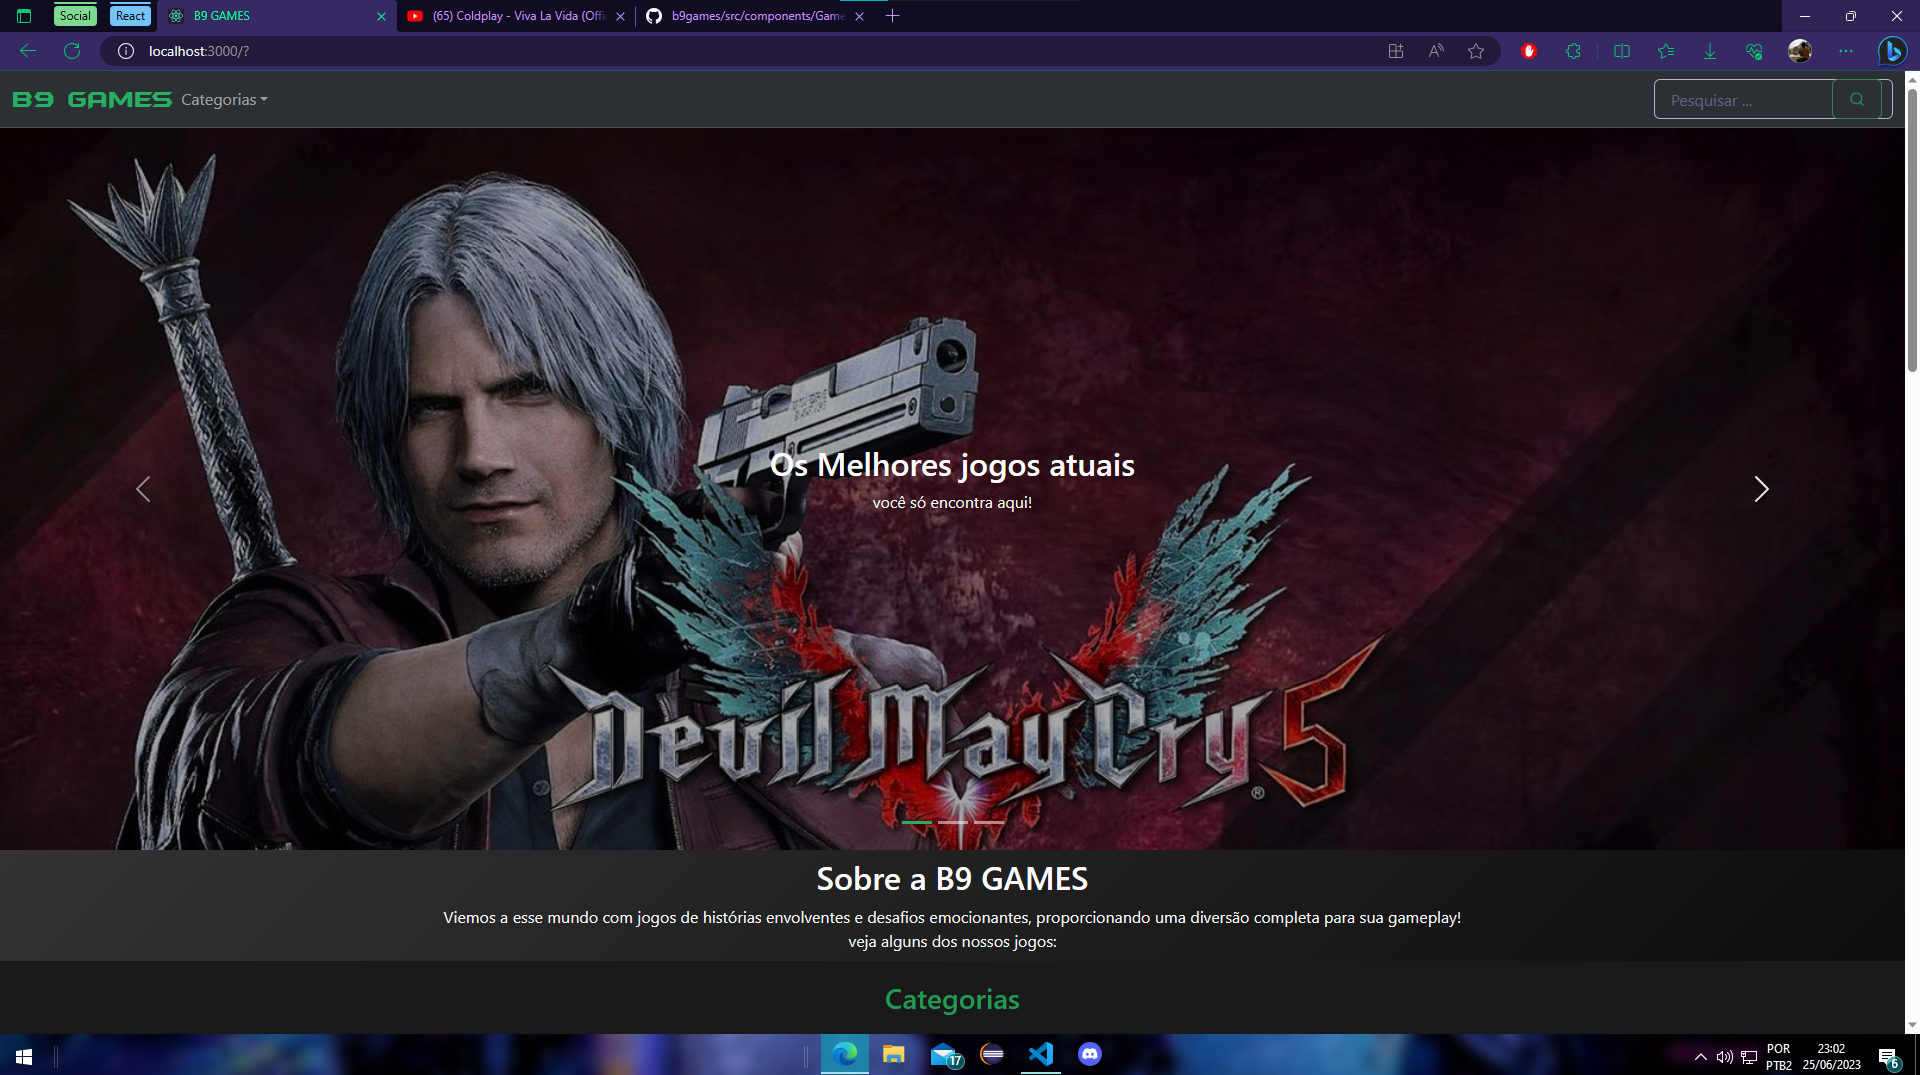 Social
React
B9 GAMES
(65) Coldplay - Viva La Vida (Offi
b9games/src/components/Game
localhost:3000/?
B9 GAMES
Categorias
Pesquisar ...
Os Melhores jogos atuais
você só encontra aqui!
Devil May Cry 5
®
Sobre a B9 GAMES
Viemos a esse mundo com jogos de histórias envolventes e desafios emocionantes, proporcionando uma diversão completa para sua gameplay!
veja alguns dos nossos jogos:
Categorias
17
POR
PTB2
23:02
25/06/2023
6